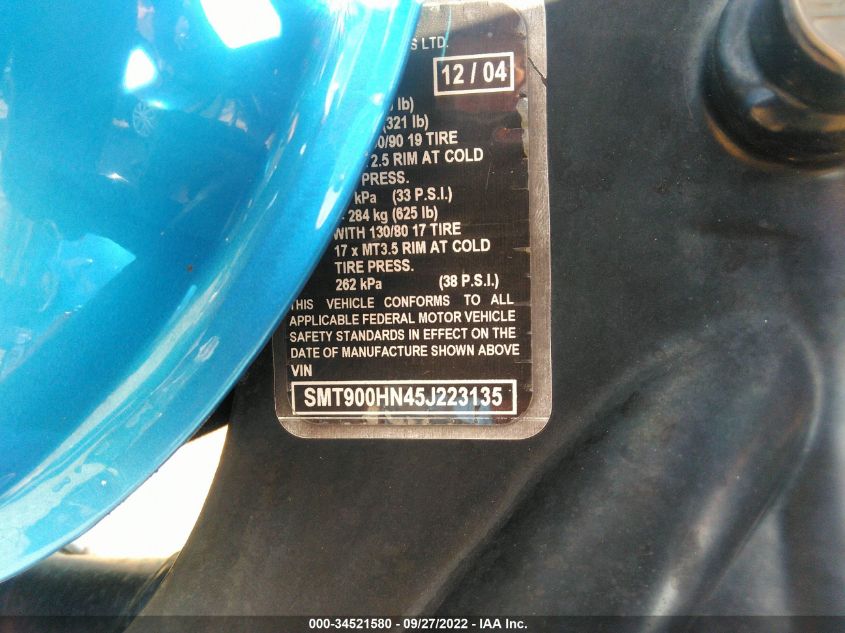 LTD.
12 / 04
lb)
(321 lb)
/90 19 TIRE
2.5 RIM AT COLD
PRESS.
kPa (33 P.S.I.)
- 284 kg (625 lb)
WITH 130/80 17 TIRE
17 x MT3.5 RIM AT COLD
TIRE PRESS.
262 kPa (38 P.S.I.)
THIS VEHICLE CONFORMS TO ALL
APPLICABLE FEDERAL MOTOR VEHICLE
SAFETY STANDARDS IN EFFECT ON THE
DATE OF MANUFACTURE SHOWN ABOVE
VIN
SMT900HN45J223135
000-34521580 - 09/27/2022 - IAA Inc.